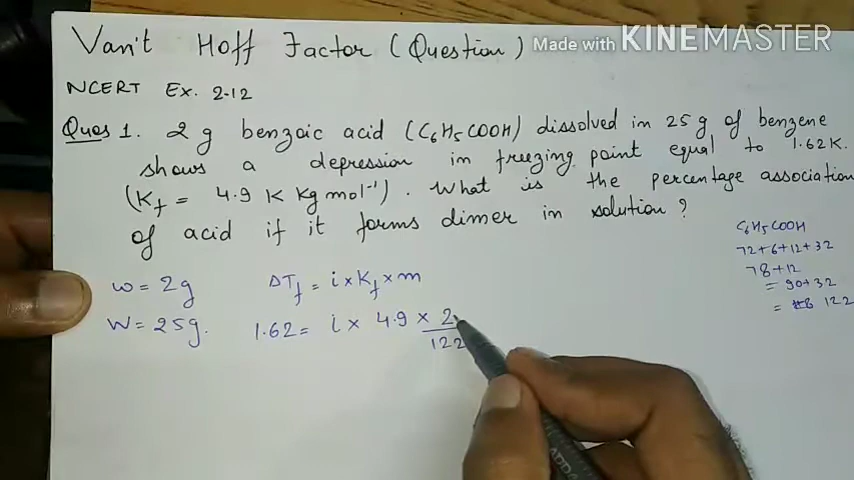 Van't Hoff Factor (Question)
Made with KINEMASTER
NCERT Ex. 2.12
Ques 1. 2 g benzoic acid (C6H5COOH) dissolved in 25 g of benzene
shows a depression in freezing point equal to 1.62K.
(Kf = 4.9 K Kg mol⁻¹). What is the percentage association
of acid if it forms dimer in solution?
w = 2g
W = 25g.
ΔTf = i × Kf × m
1.62 = i × 4.9 × 2
122
C6H5COOH
72+6+12+32
78+12
= 90+32
= 122